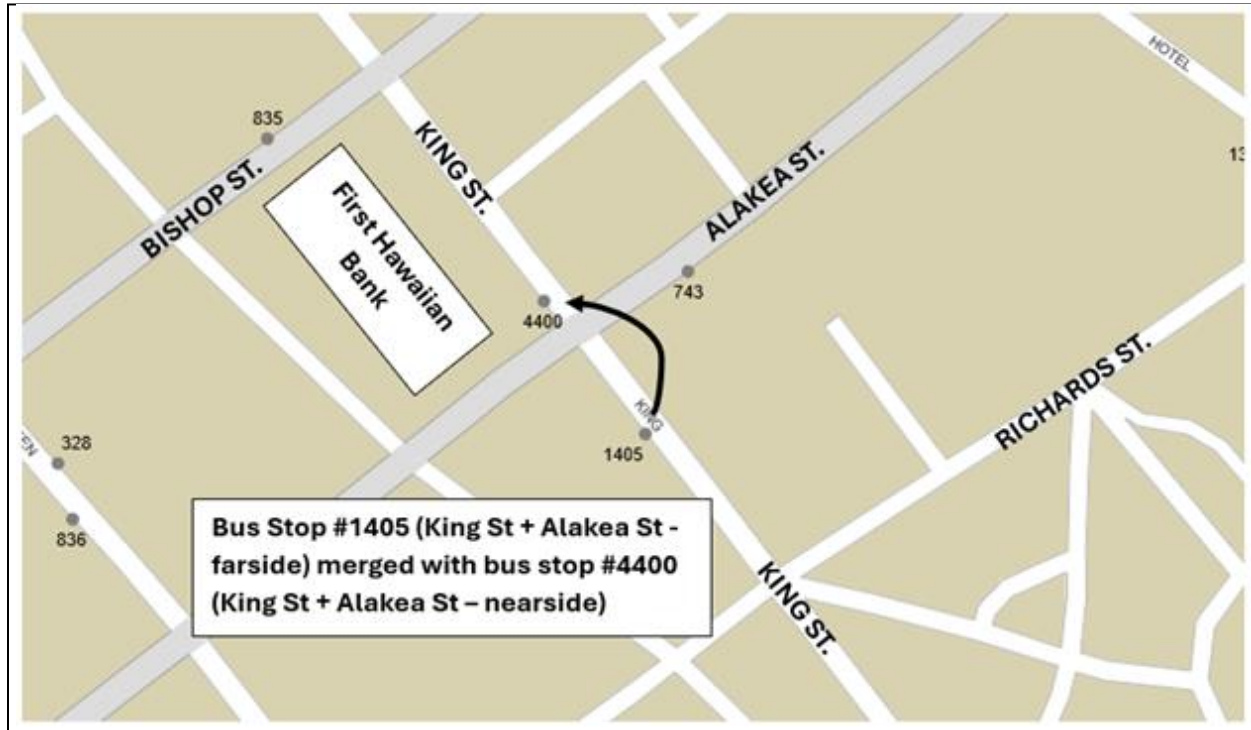 HOTEL
835
13
KING ST.
ALAKEA ST.
BISHOP ST.
First Hawaiian
Bank
743
4400
KING
RICHARDS ST.
328
1405
836
Bus Stop #1405 (King St + Alakea St -
farside) merged with bus stop #4400
(King St + Alakea St – nearside)
KING ST.